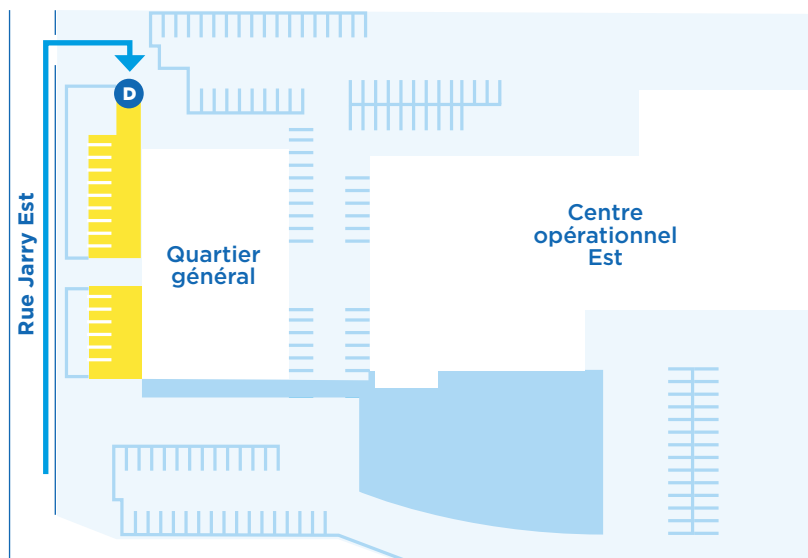 D
Rue Jarry Est
Quartier
général
Centre
opérationnel
Est